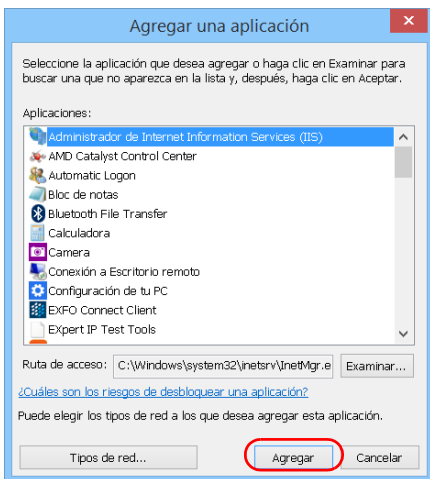 Agregar una aplicación
Seleccione la aplicación que desea agregar o haga clic en Examinar para
buscar una que no aparezca en la lista y, después, haga clic en Aceptar.
Aplicaciones:
Administrador de Internet Information Services (IIS)
AMD Catalyst Control Center
Automatic Logon
Bloc de notas
Bluetooth File Transfer
Calculadora
Camera
Conexión a Escritorio remoto
Configuración de tu PC
EXFO Connect Client
EXpert IP Test Tools
Ruta de acceso: C:\Windows\system32\inetsrv\InetMgr.e Examinar...
¿Cuáles son los riesgos de desbloquear una aplicación?
Puede elegir los tipos de red a los que desea agregar esta aplicación.
Tipos de red... Agregar Cancelar